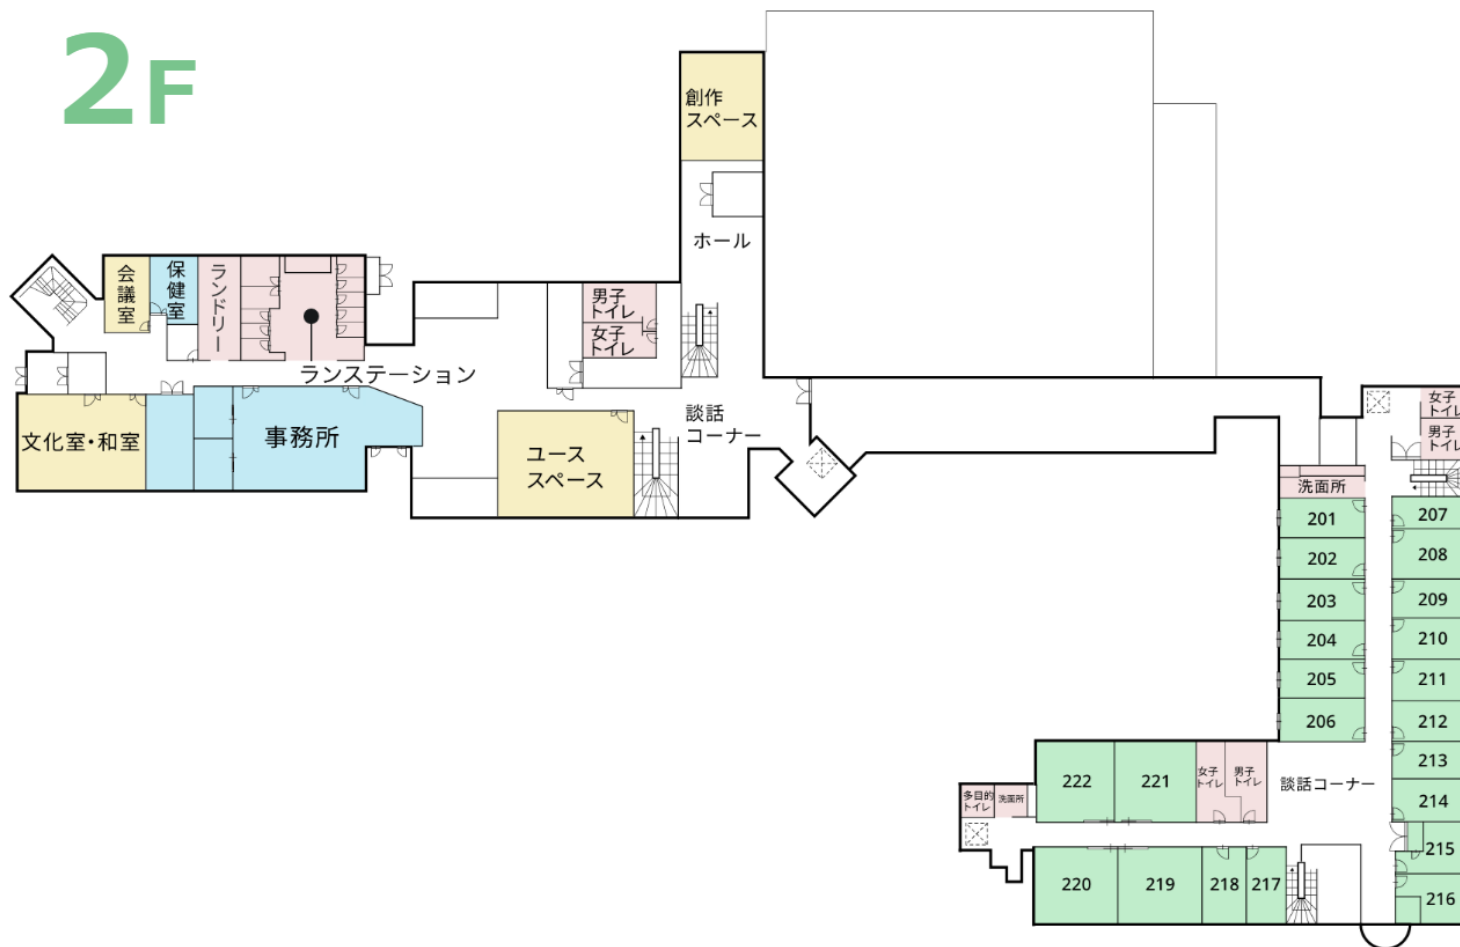 2F
創作
スペース
ホール
会議室
保健室
ランドリー
男子
トイレ
女子
トイレ
ランステーション
談話
コーナー
文化室・和室
事務所
ユース
スペース
女子
トイレ
男子
トイレ
洗面所
201
202
203
204
205
206
207
208
209
210
211
212
213
214
215
216
222
221
女子
トイレ
男子
トイレ
談話コーナー
多目的
トイレ
洗面所
220
219
218
217